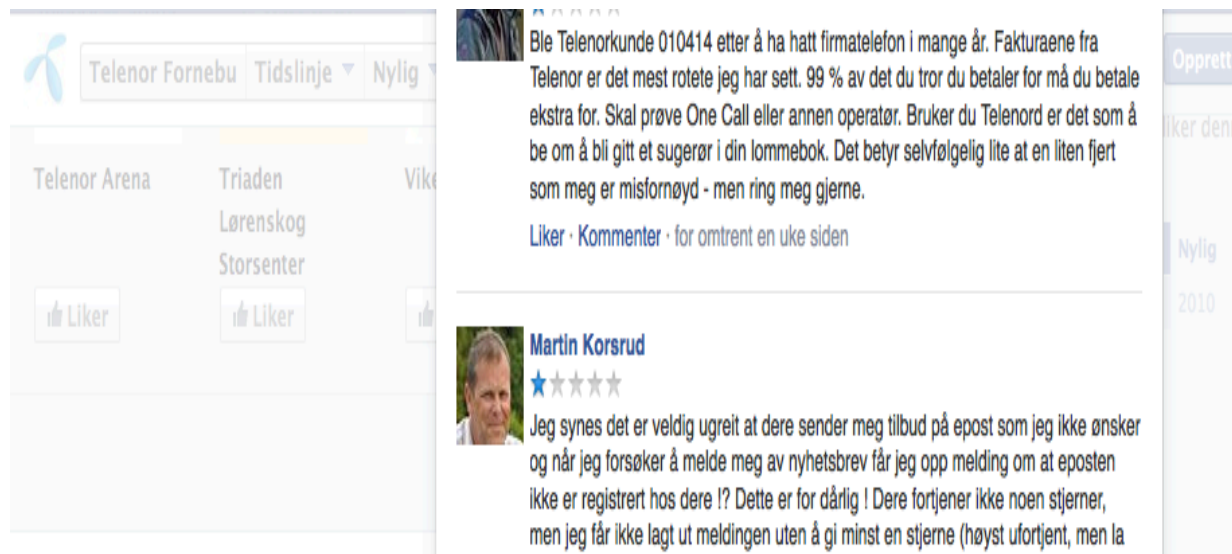 Telenor Fornebu Tidslinje Nylig
Opprett
Telenor Arena
Triaden
Lørenskog
Storsenter
Liker
Liker
Ble Telenorkunde 010414 etter å ha hatt firmatelefon i mange år. Fakturaene fra
Telenor er det mest rotete jeg har sett. 99 % av det du tror du betaler for må du betale
ekstra for. Skal prøve One Call eller annen operatør. Bruker du Telenord er det som å
be om å bli gitt et sugerør i din lommebok. Det betyr selvfølgelig lite at en liten fjert
som meg er misfornøyd - men ring meg gjerne.
Liker · Kommenter · for omtrent en uke siden
Martin Korsrud
Jeg synes det er veldig ugreit at dere sender meg tilbud på epost som jeg ikke ønsker
og når jeg forsøker å melde meg av nyhetsbrev får jeg opp melding om at eposten
ikke er registrert hos dere !? Dette er for dårlig ! Dere fortjener ikke noen stjerner,
men jeg får ikke lagt ut meldingen uten å gi minst en stjerne (høyst ufortjent, men la
liker
Nylig
2010